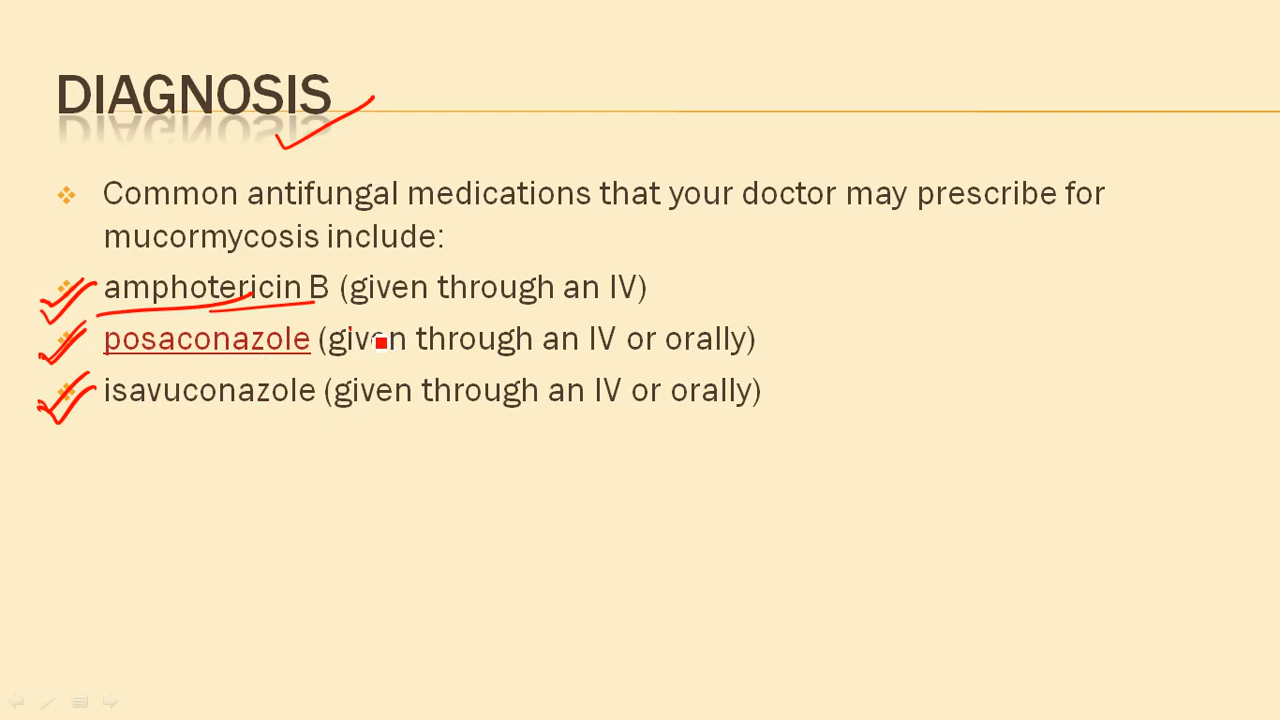 DIAGNOSIS
Common antifungal medications that your doctor may prescribe for
mucormycosis include:
amphotericin B (given through an IV)
posaconazole (given through an IV or orally)
isavuconazole (given through an IV or orally)